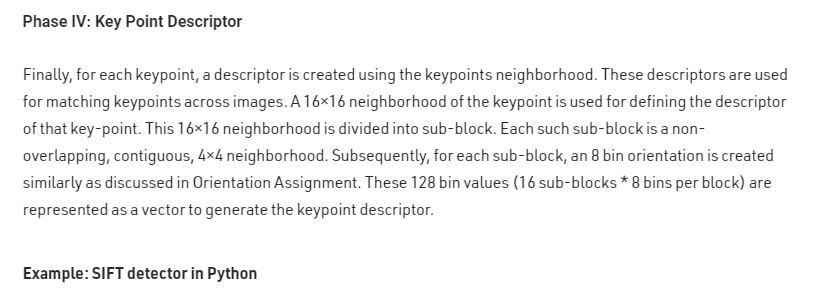 Phase IV: Key Point Descriptor
Finally, for each keypoint, a descriptor is created using the keypoints neighborhood. These descriptors are used
for matching keypoints across images. A 16×16 neighborhood of the keypoint is used for defining the descriptor
of that key-point. This 16×16 neighborhood is divided into sub-block. Each such sub-block is a non-
overlapping, contiguous, 4×4 neighborhood. Subsequently, for each sub-block, an 8 bin orientation is created
similarly as discussed in Orientation Assignment. These 128 bin values (16 sub-blocks * 8 bins per block) are
represented as a vector to generate the keypoint descriptor.
Example: SIFT detector in Python